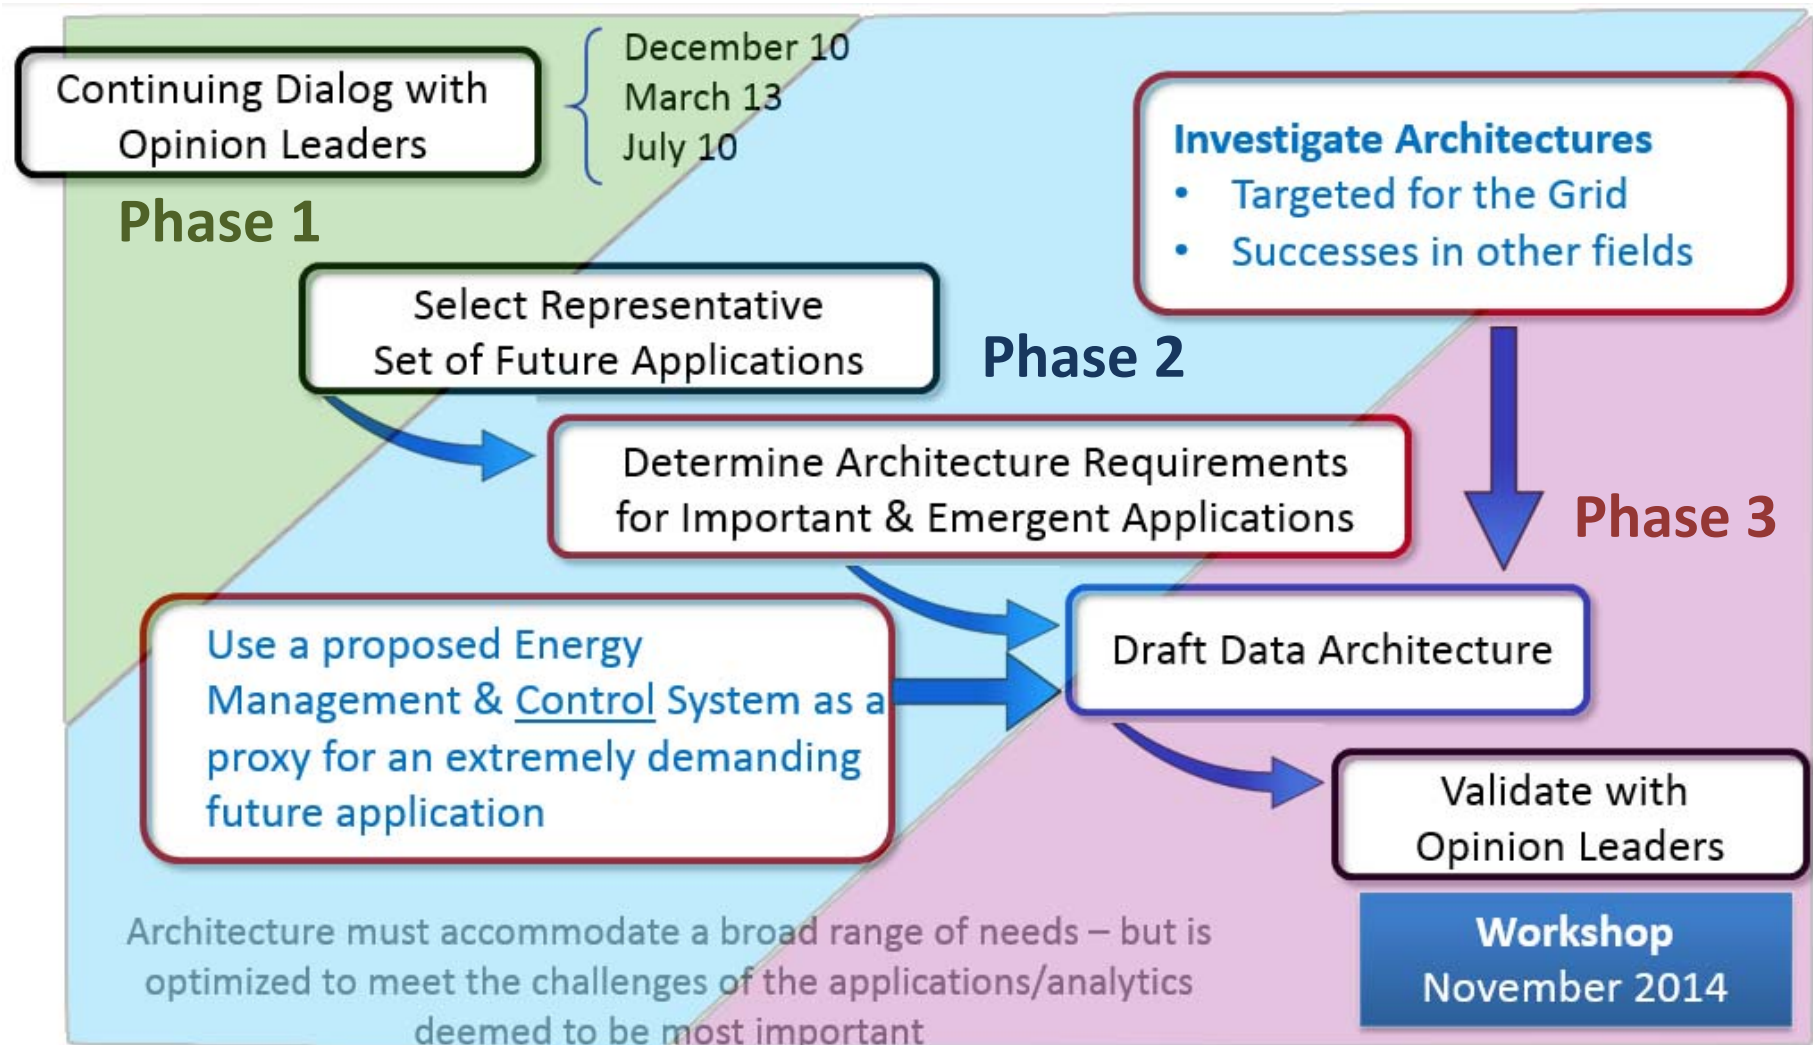 Continuing Dialog with
Opinion Leaders
December 10
March 13
July 10
Phase 1
Investigate Architectures
• Targeted for the Grid
• Successes in other fields
Select Representative
Set of Future Applications
Phase 2
Determine Architecture Requirements
for Important & Emergent Applications
Phase 3
Use a proposed Energy
Management & Control System as a
proxy for an extremely demanding
future application
Draft Data Architecture
Validate with
Opinion Leaders
Architecture must accommodate a broad range of needs – but is
optimized to meet the challenges of the applications/analytics
deemed to be most important
Workshop
November 2014